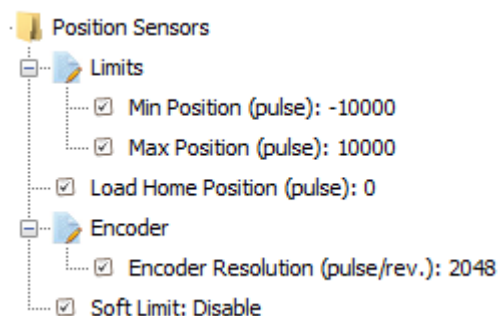 Position Sensors
Limits
Min Position (pulse): -10000
Max Position (pulse): 10000
Load Home Position (pulse): 0
Encoder
Encoder Resolution (pulse/rev.): 2048
Soft Limit: Disable